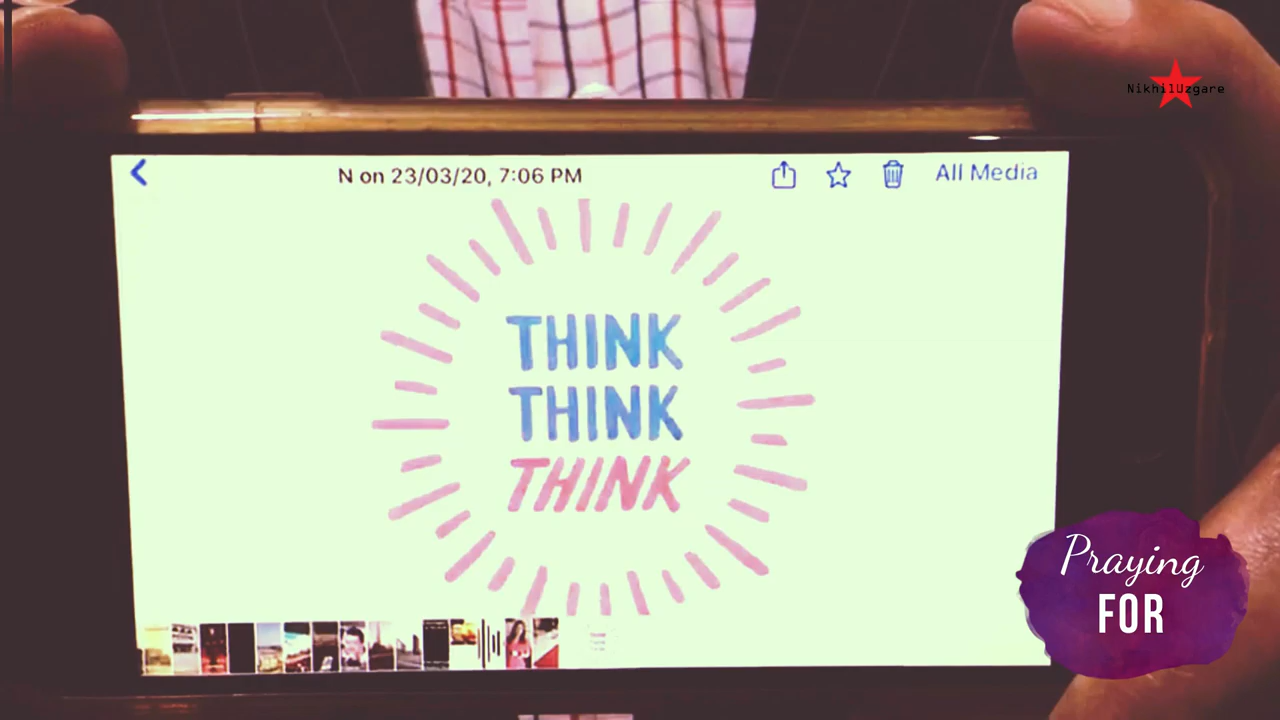 NikhilUzgare
N on 23/03/20, 7:06 PM
All Media
THINK
THINK
THINK
Praying
FOR